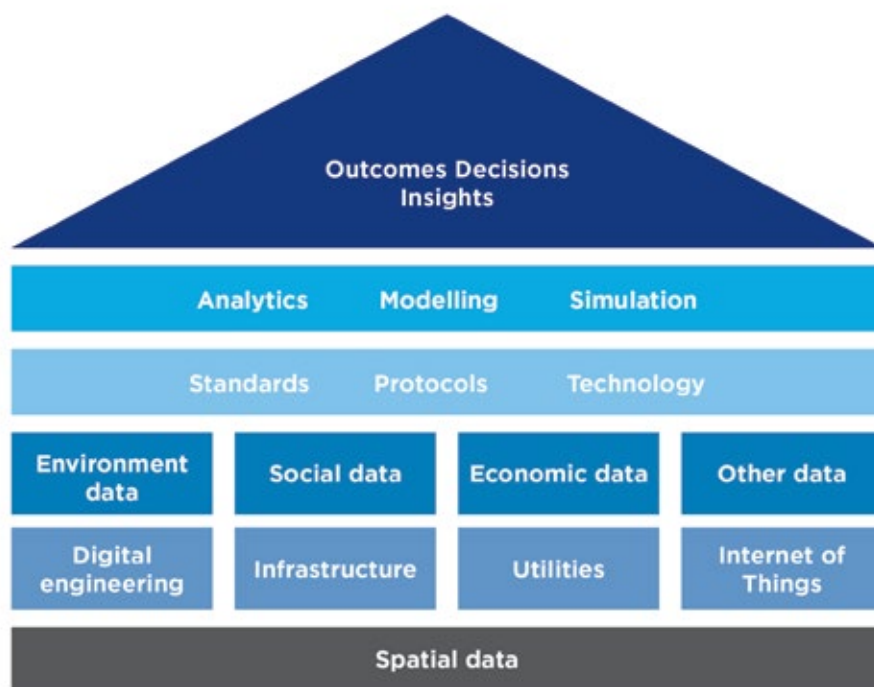 Outcomes Decisions
Insights
Analytics Modelling Simulation
Standards Protocols Technology
Environment
data
Social data
Economic data
Other data
Digital
engineering
Infrastructure
Utilities
Internet of
Things
Spatial data